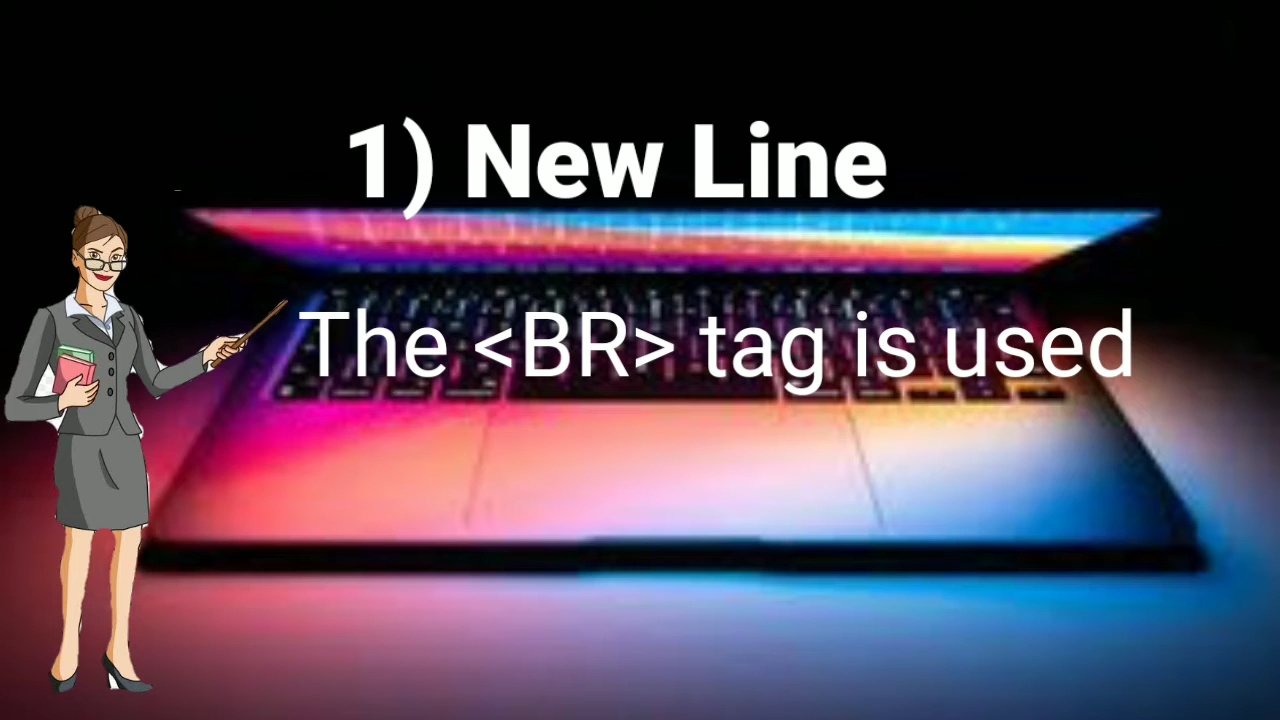 1) New Line
The <BR> tag is used